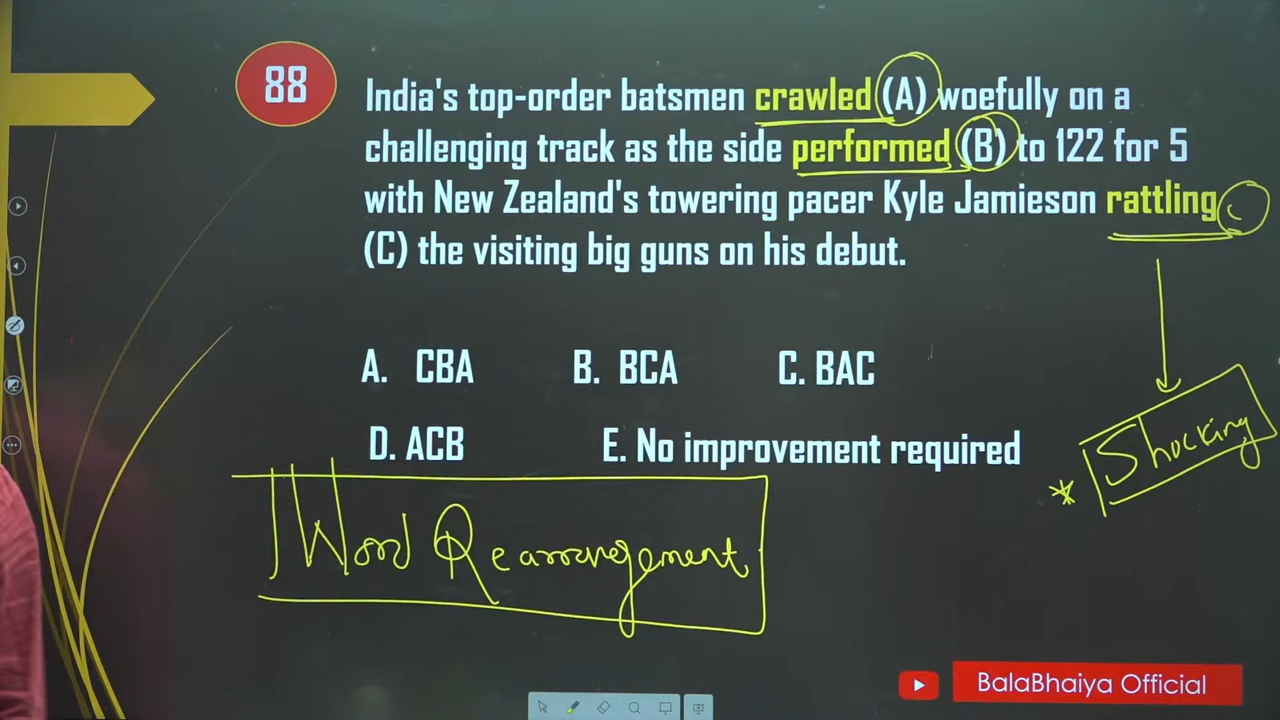 88
India's top-order batsmen crawled (A) woefully on a
challenging track as the side performed (B) to 122 for 5
with New Zealand's towering pacer Kyle Jamieson rattling
(C) the visiting big guns on his debut.
A. CBA B. BCA C. BAC
D. ACB E. No improvement required
Shocking
Word Rearrangement
BalaBhaiya Official